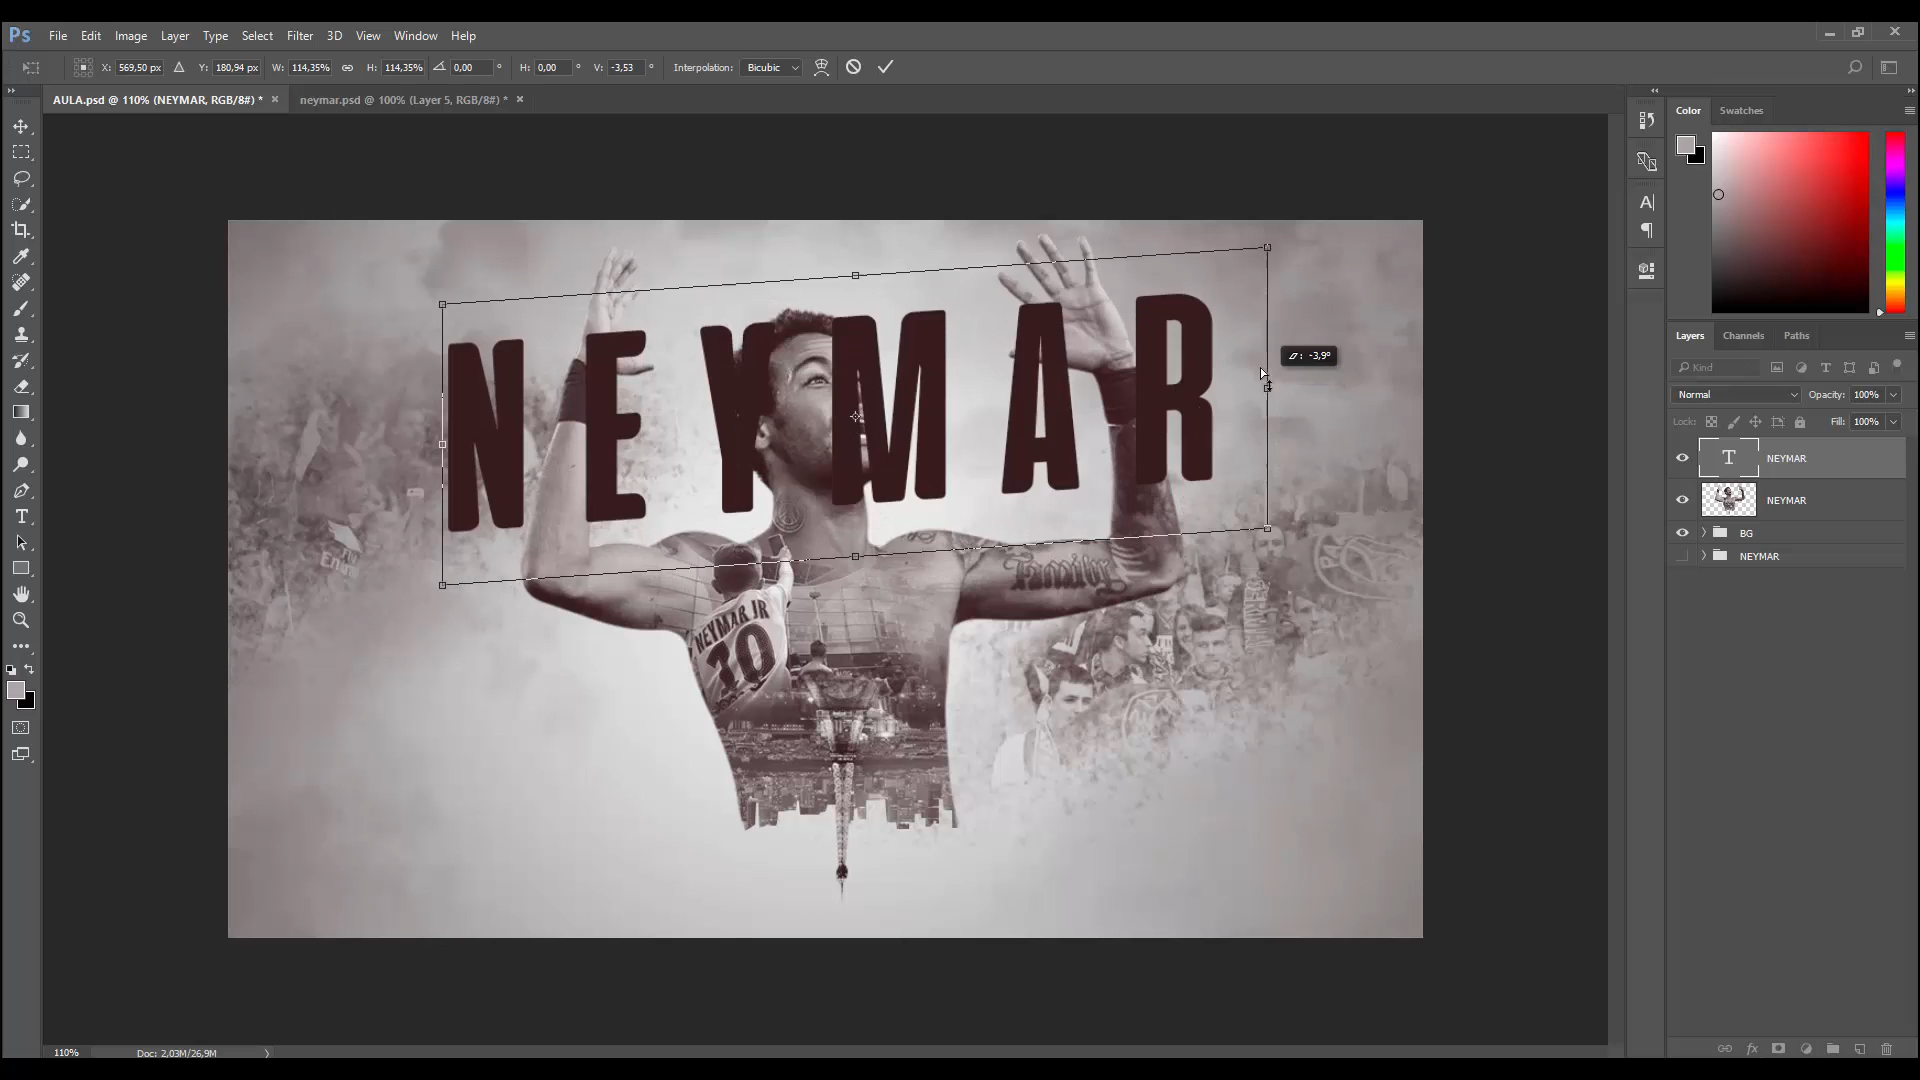 Ps File Edit Image Layer Type Select Filter 3D View Window Help
X: 569,50 px Y: 180,94 px W: 114,35% H: 114,35% 0,00 ° H: 0,00 ° V: -3,53 ° Interpolation: Bicubic
AULA.psd @ 110% (NEYMAR, RGB/8#) * × neymar.psd @ 100% (Layer 5, RGB/8#) * ×
Color Swatches
NEYMAR
: -3,9°
Family
NEYMAR JR
10
Layers Channels Paths
Kind
Normal Opacity: 100%
Lock: Fill: 100%
T NEYMAR
NEYMAR
BG
NEYMAR
110% Doc: 2,03M/26,9M
fx